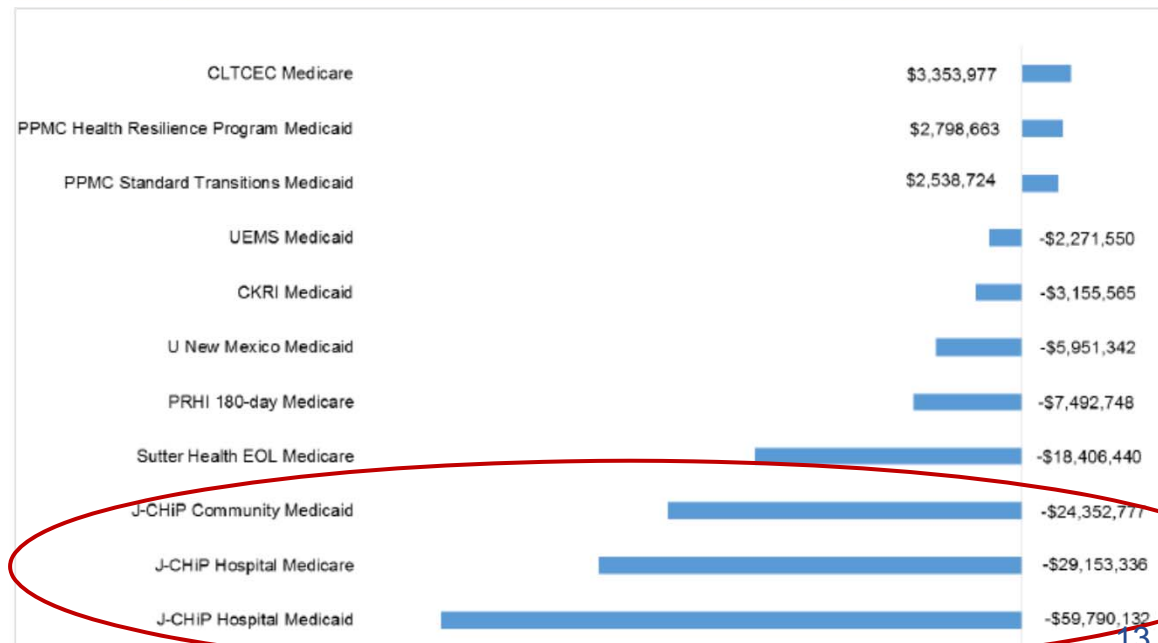 CLTCEC Medicare $3,353,977
PPMC Health Resilience Program Medicaid $2,798,663
PPMC Standard Transitions Medicaid $2,538,724
UEMS Medicaid -$2,271,550
CKRI Medicaid -$3,155,565
U New Mexico Medicaid -$5,951,342
PRHI 180-day Medicare -$7,492,748
Sutter Health EOL Medicare -$18,406,440
J-CHiP Community Medicaid -$24,352,777
J-CHiP Hospital Medicare -$29,153,336
J-CHiP Hospital Medicaid -$59,790,132
13